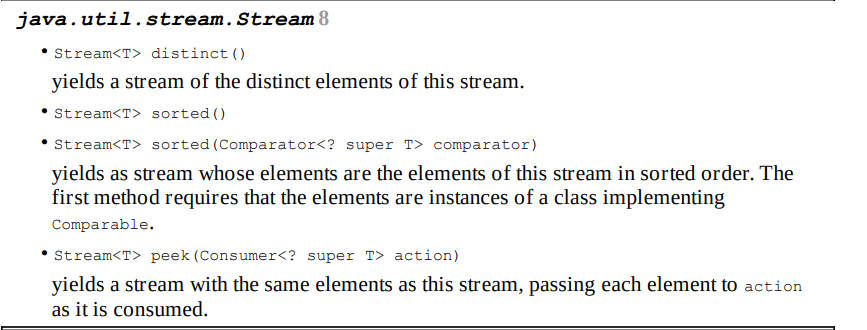 java.util.stream.Stream 8
• Stream<T> distinct()
yields a stream of the distinct elements of this stream.
• Stream<T> sorted()
• Stream<T> sorted(Comparator<? super T> comparator)
yields as stream whose elements are the elements of this stream in sorted order. The
first method requires that the elements are instances of a class implementing
Comparable.
• Stream<T> peek(Consumer<? super T> action)
yields a stream with the same elements as this stream, passing each element to action
as it is consumed.